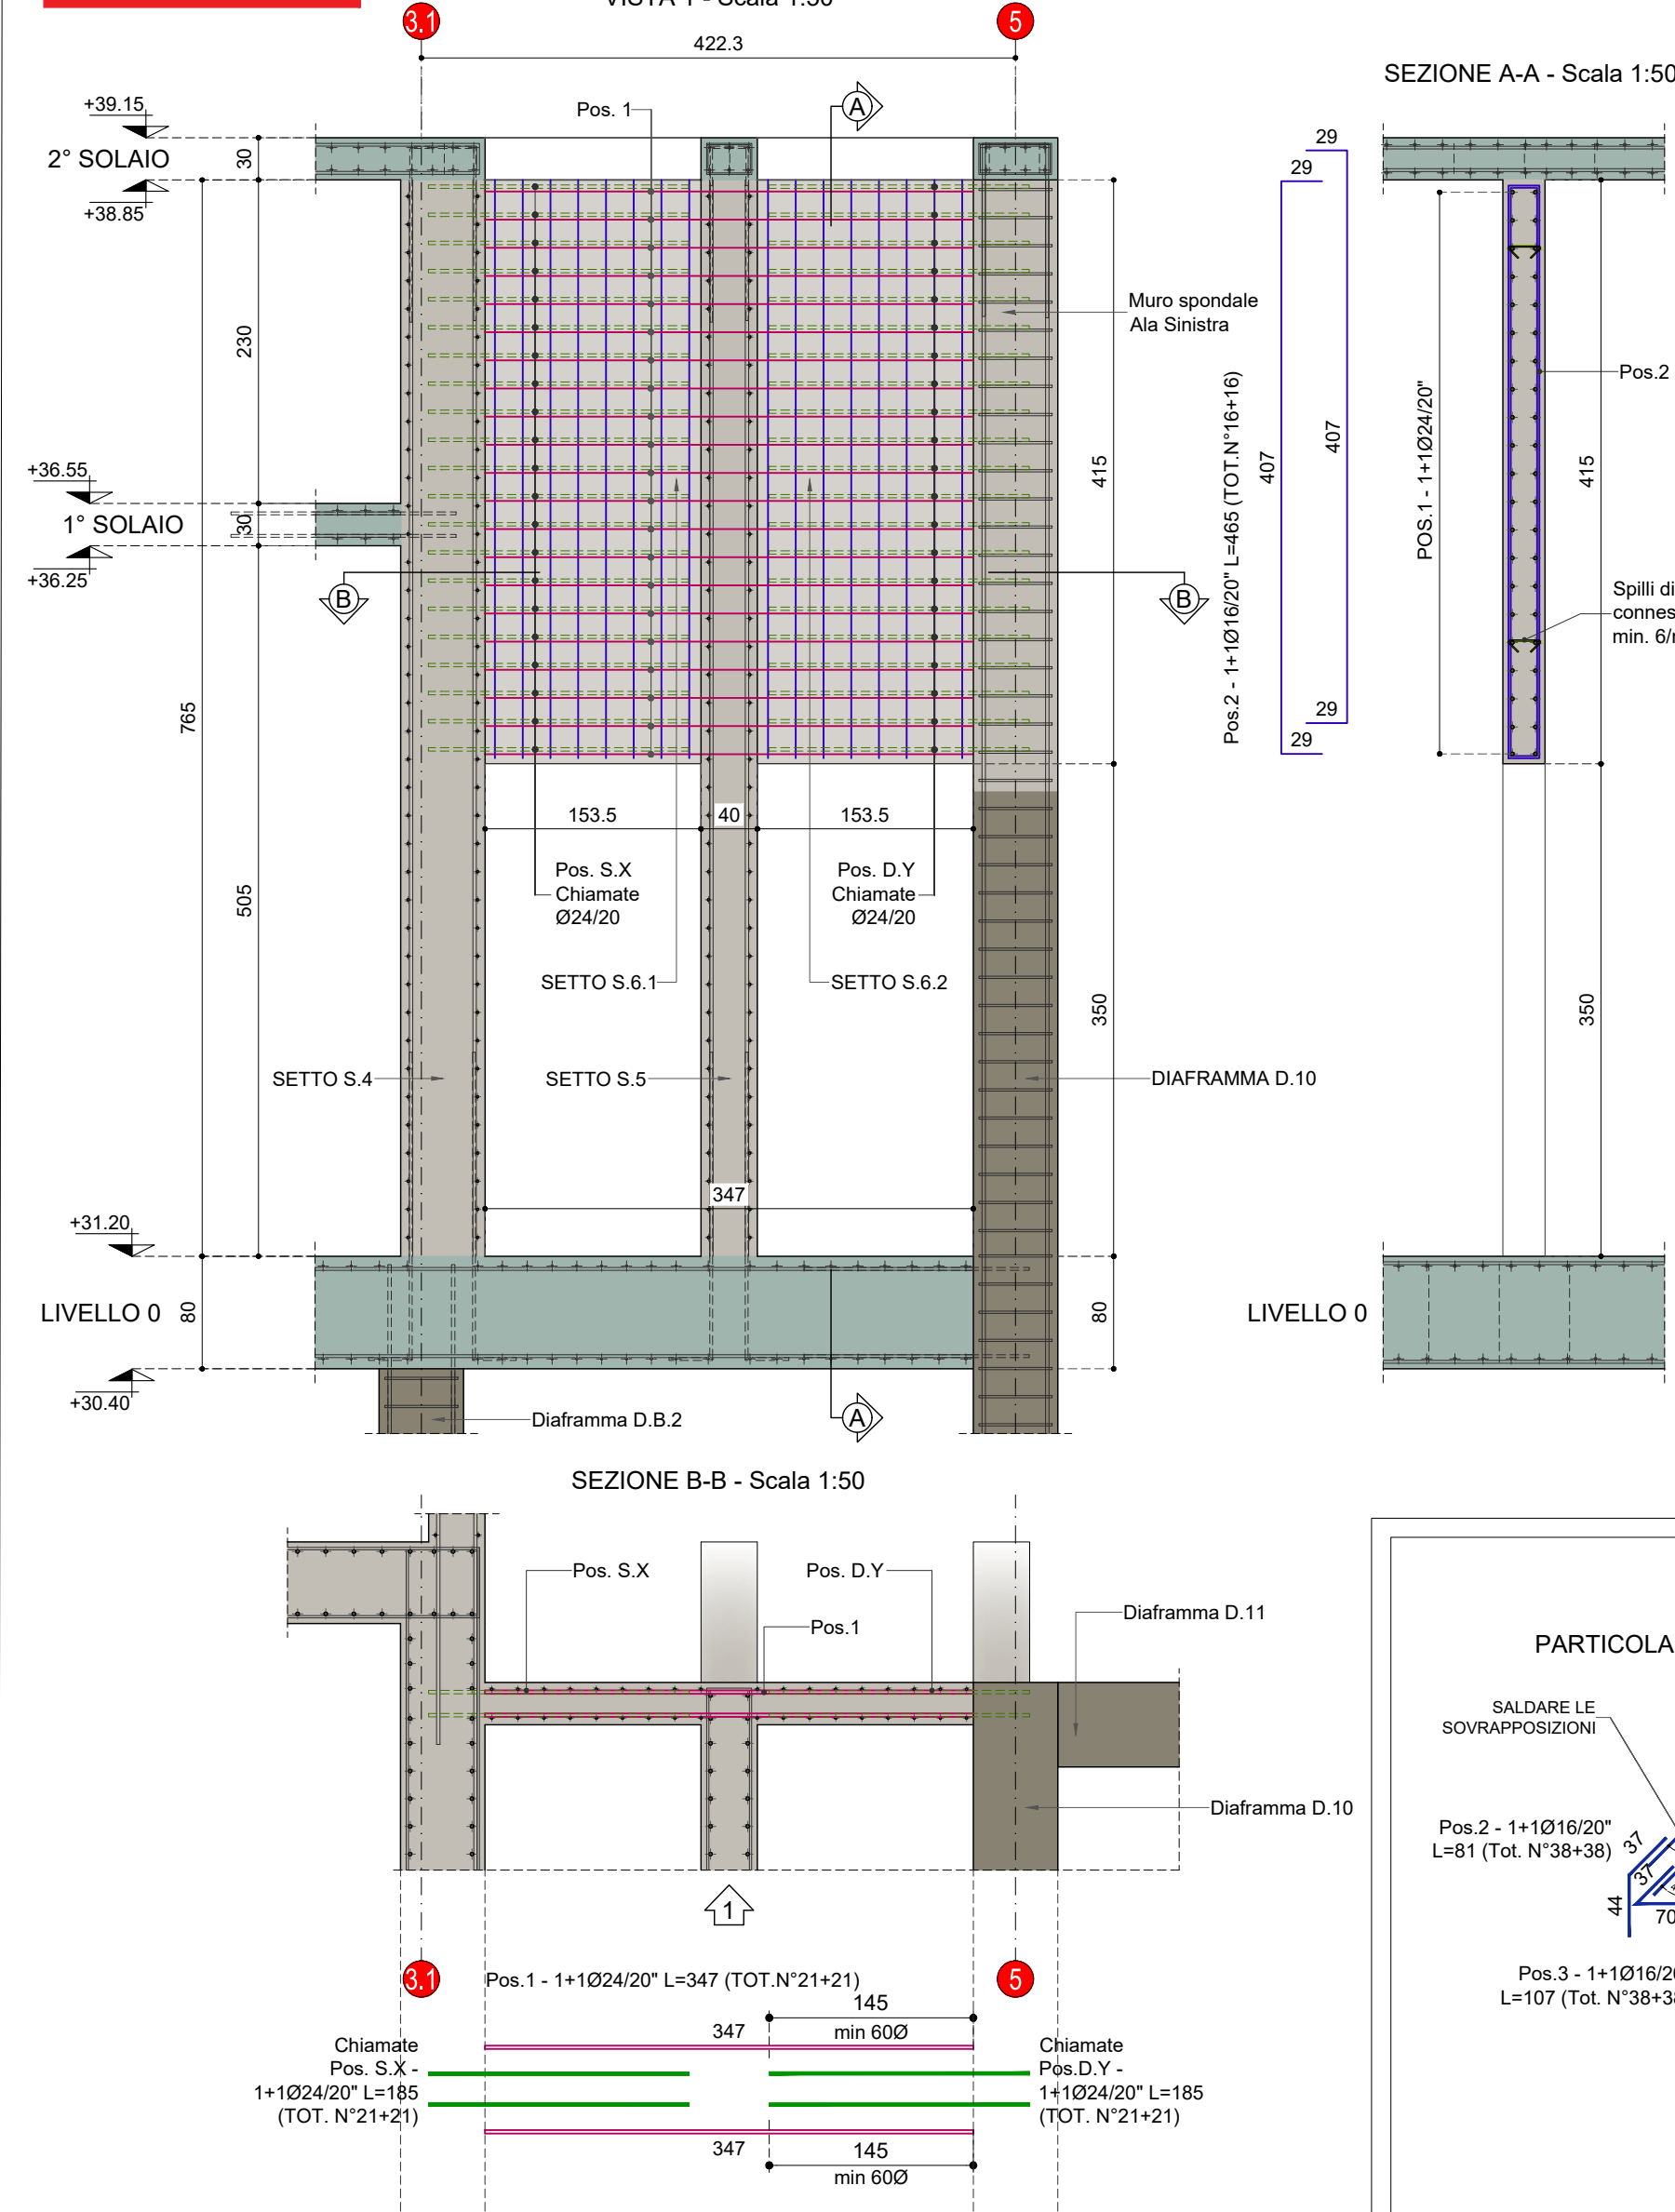 VISTA 1 - Scala 1:50
3.1
5
422.3
SEZIONE A-A - Scala 1:50
+39.15
2° SOLAIO
30
+38.85
Pos. 1
A
29
29
230
Muro spondale
Ala Sinistra
Pos.2 - 1+1Ø16/20" L=465 (TOT.N°16+16)
407
407
415
POS.1 - 1+1Ø24/20"
415
Pos.2
+36.55
1° SOLAIO
30
+36.25
B
B
Spilli di
min. 6/
765
29
29
153.5
40
153.5
505
Pos. S.X
Chiamate
Ø24/20
Pos. D.Y
Chiamate
Ø24/20
SETTO S.6.1
SETTO S.6.2
350
350
SETTO S.4
SETTO S.5
DIAFRAMMA D.10
347
+31.20
LIVELLO 0
80
80
LIVELLO 0
+30.40
Diaframma D.B.2
A
SEZIONE B-B - Scala 1:50
Pos. S.X
Pos. D.Y
Pos.1
Diaframma D.11
Diaframma D.10
PARTICOLA
SALDARE LE
SOVRAPPOSIZIONI
Pos.2 - 1+1Ø16/20"
L=81 (Tot. N°38+38)
37
37
44
70
Pos.3 - 1+1Ø16/20
L=107 (Tot. N°38+38
1
3.1
5
Pos.1 - 1+1Ø24/20" L=347 (TOT.N°21+21)
145
min 60Ø
347
Chiamate
Pos. S.X -
1+1Ø24/20" L=185
(TOT. N°21+21)
Chiamate
Pos.D.Y -
1+1Ø24/20" L=185
(TOT. N°21+21)
347
145
min 60Ø